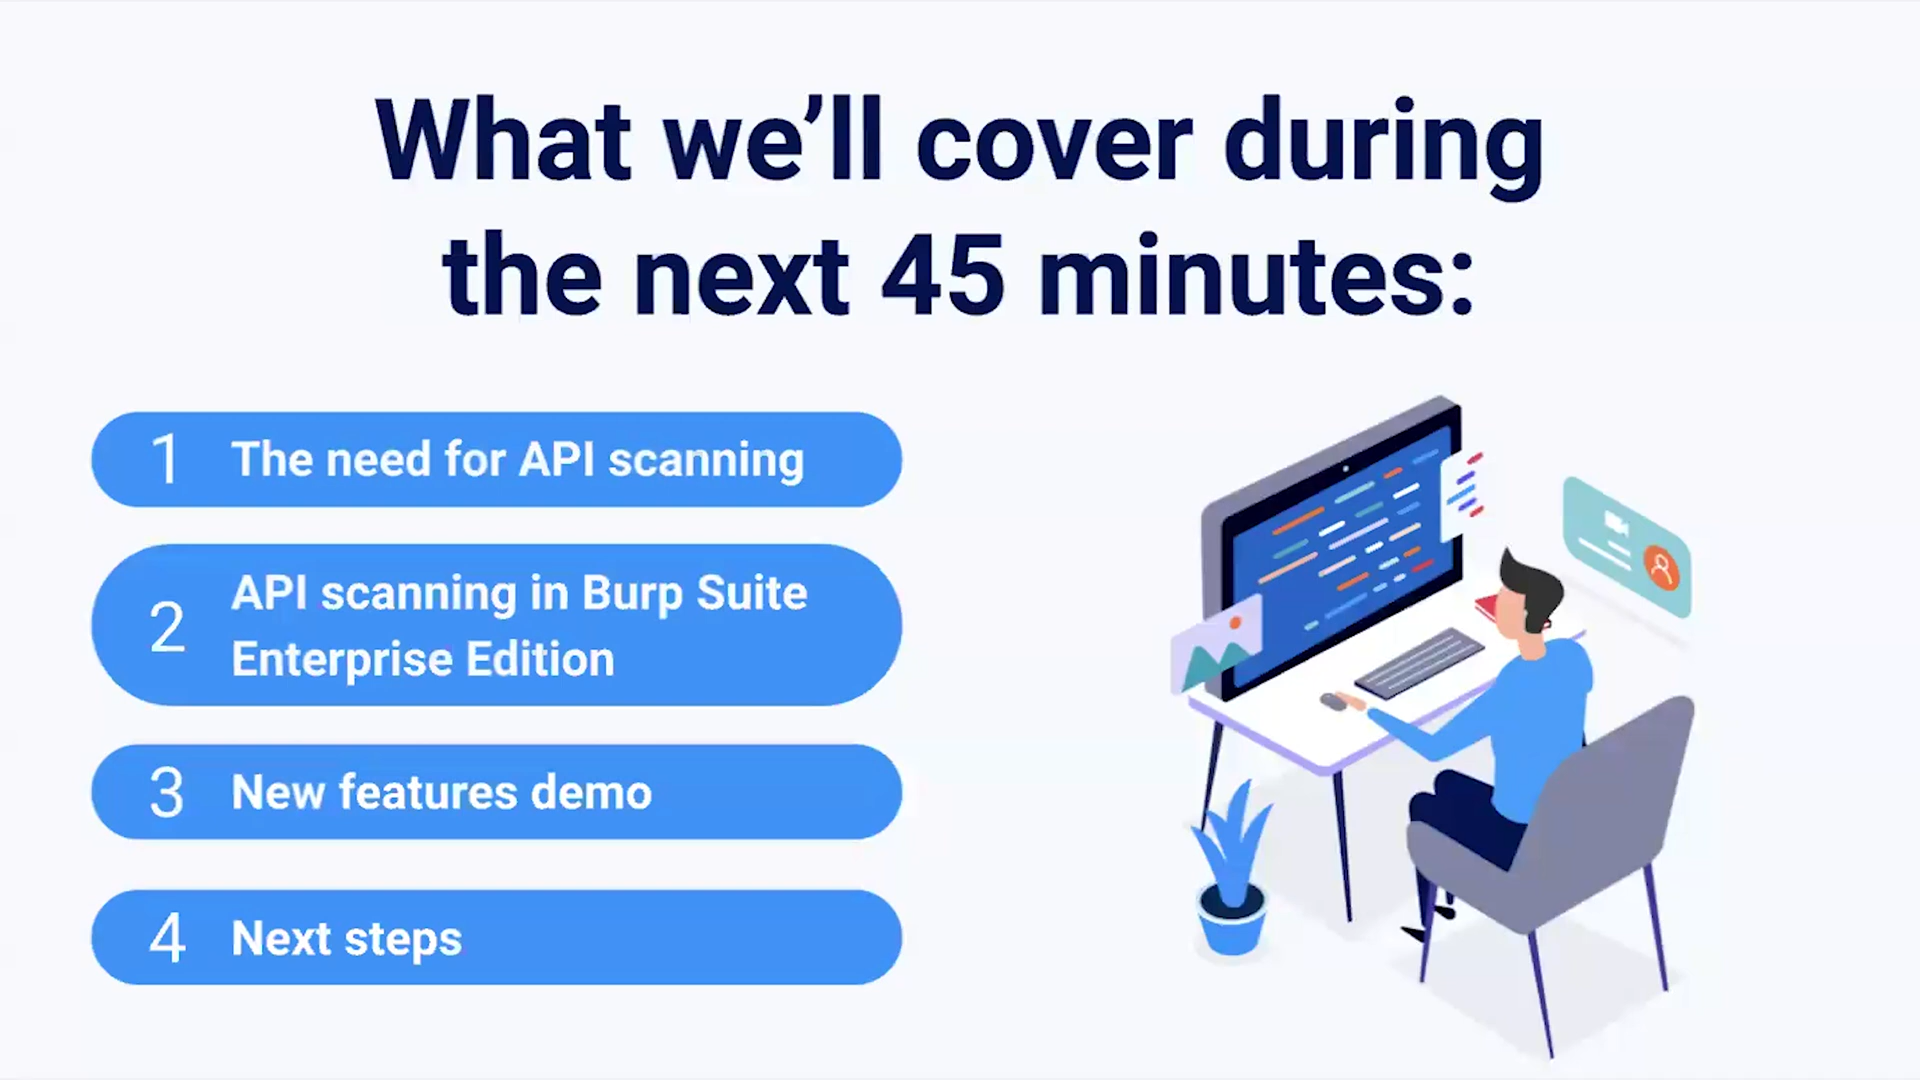 What we’ll cover during
the next 45 minutes:
1 The need for API scanning
2 API scanning in Burp Suite
Enterprise Edition
3 New features demo
4 Next steps